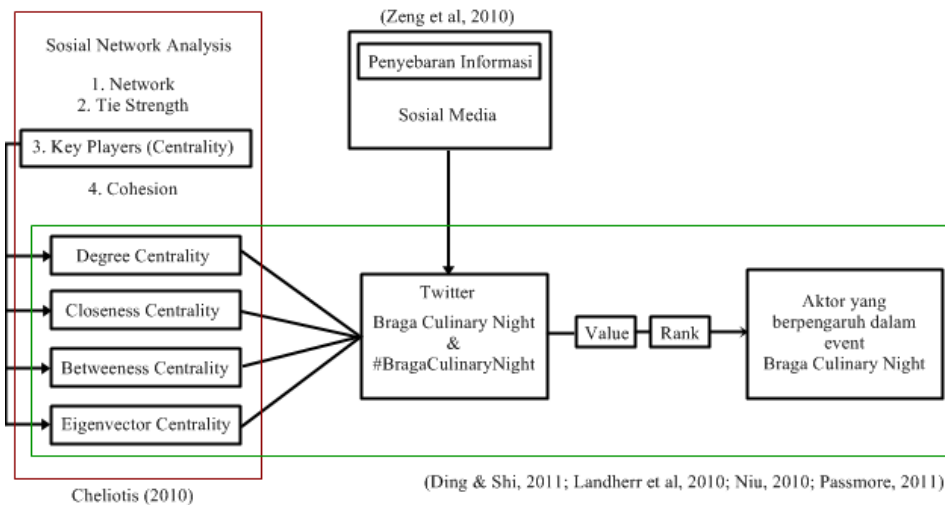 Sosial Network Analysis
1. Network
2. Tie Strength
3. Key Players (Centrality)
4. Cohesion
Degree Centrality
Closeness Centrality
Betweeness Centrality
Eigenvector Centrality
Cheliotis (2010)
(Zeng et al, 2010)
Penyebaran Informasi
Sosial Media
Twitter
Braga Culinary Night
&
#BragaCulinaryNight
Value
Rank
Aktor yang
berpengaruh dalam
event
Braga Culinary Night
(Ding & Shi, 2011; Landherr et al, 2010; Niu, 2010; Passmore, 2011)